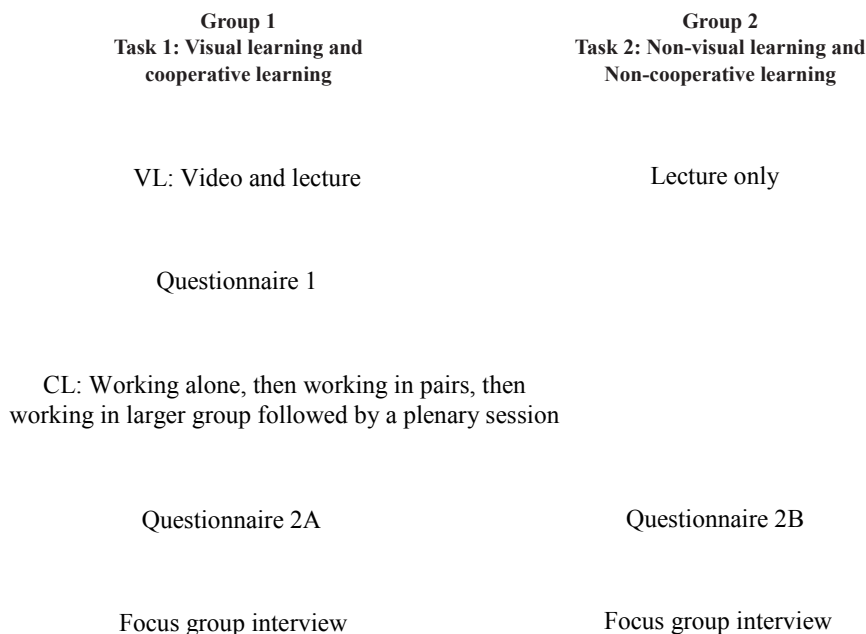 Group 1
Task 1: Visual learning and
cooperative learning
Group 2
Task 2: Non-visual learning and
Non-cooperative learning
VL: Video and lecture
Lecture only
Questionnaire 1
CL: Working alone, then working in pairs, then
working in larger group followed by a plenary session
Questionnaire 2A
Questionnaire 2B
Focus group interview
Focus group interview